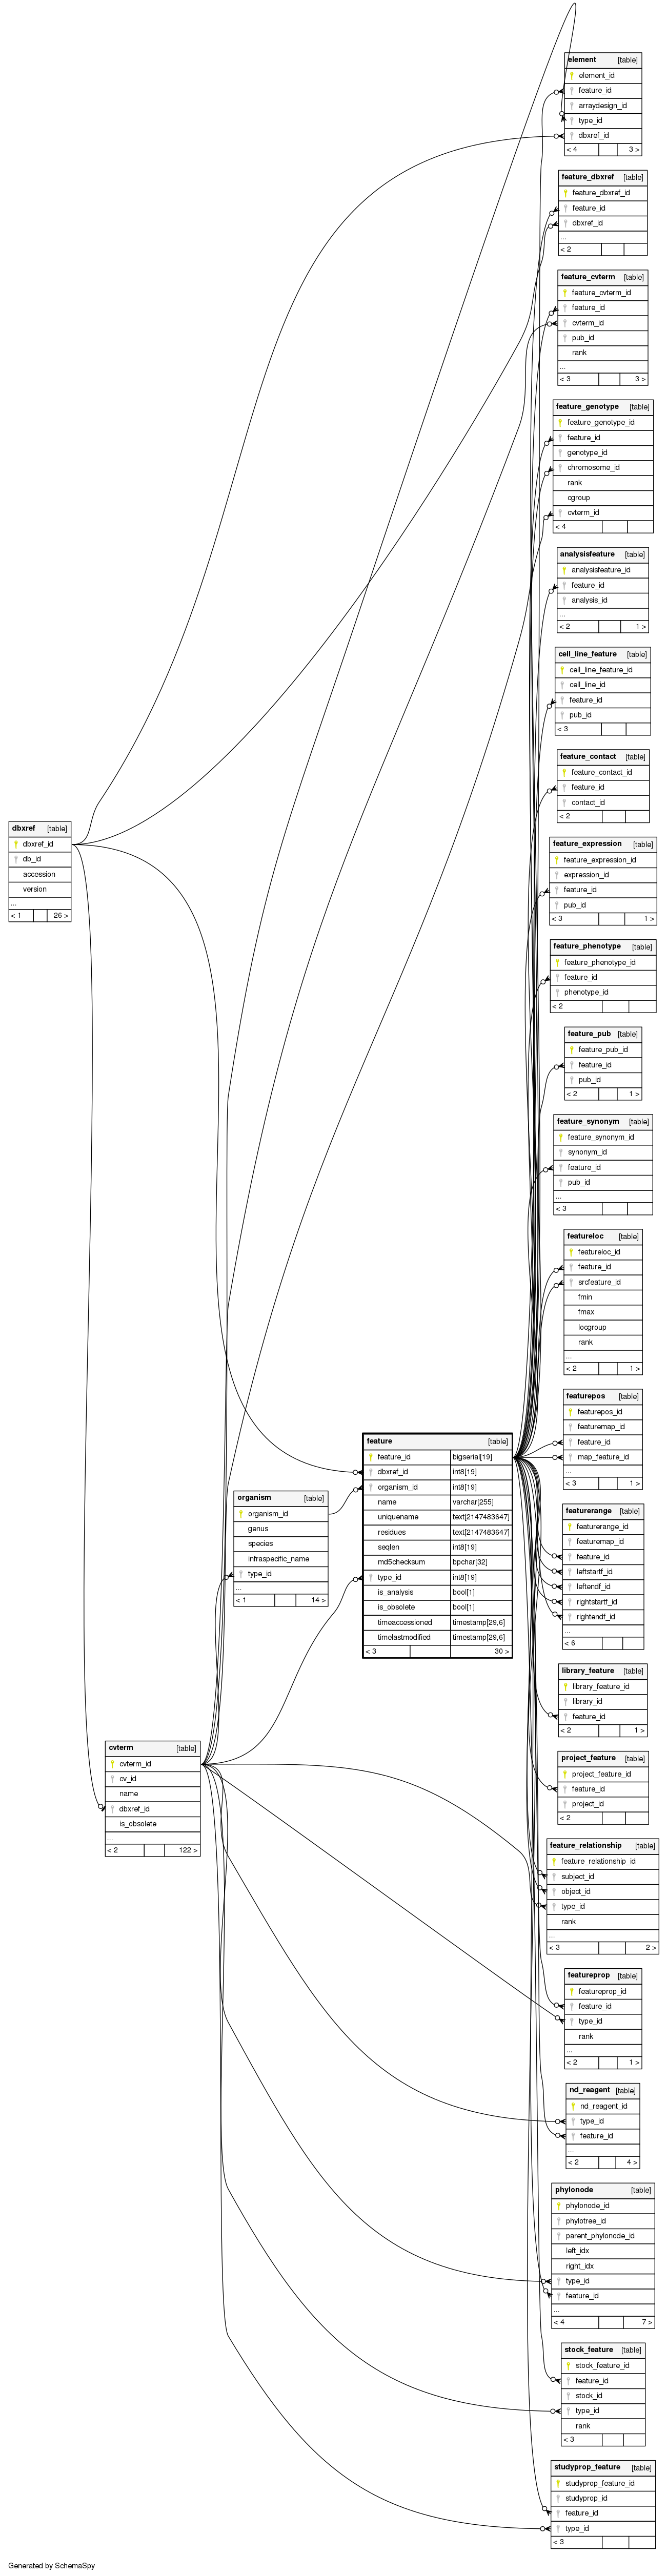 element [table]
element_id
feature_id
arraydesign_id
type_id
dbxref_id
< 4 3 >
feature_dbxref [table]
feature_dbxref_id
feature_id
dbxref_id
...
< 2
feature_cvterm [table]
feature_cvterm_id
feature_id
cvterm_id
pub_id
rank
...
< 3 3 >
feature_genotype [table]
feature_genotype_id
feature_id
genotype_id
chromosome_id
rank
cgroup
cvterm_id
< 4
analysisfeature [table]
analysisfeature_id
feature_id
analysis_id
...
< 2 1 >
cell_line_feature [table]
cell_line_feature_id
cell_line_id
feature_id
pub_id
< 3
feature_contact [table]
feature_contact_id
feature_id
contact_id
< 2
dbxref [table]
dbxref_id
db_id
accession
version
...
< 1 26 >
feature_expression [table]
feature_expression_id
expression_id
feature_id
pub_id
< 3 1 >
feature_phenotype [table]
feature_phenotype_id
feature_id
phenotype_id
< 2
feature_pub [table]
feature_pub_id
feature_id
pub_id
< 2 1 >
feature_synonym [table]
feature_synonym_id
synonym_id
feature_id
pub_id
...
< 3
featureloc [table]
featureloc_id
feature_id
srcfeature_id
fmin
fmax
locgroup
rank
...
< 2 1 >
featurepos [table]
featurepos_id
featuremap_id
feature_id
map_feature_id
...
< 3 1 >
feature [table]
feature_id bigserial[19]
dbxref_id int8[19]
organism_id int8[19]
name varchar[255]
uniquename text[2147483647]
residues text[2147483647]
seqlen int8[19]
md5checksum bpchar[32]
type_id int8[19]
is_analysis bool[1]
is_obsolete bool[1]
timeaccessioned timestamp[29,6]
timelastmodified timestamp[29,6]
< 3 30 >
organism [table]
organism_id
genus
species
infraspecific_name
type_id
...
< 1 14 >
featurerange [table]
featurerange_id
featuremap_id
feature_id
leftstartf_id
leftendf_id
rightstartf_id
rightendf_id
...
< 6
library_feature [table]
library_feature_id
library_id
feature_id
< 2 1 >
cvterm [table]
cvterm_id
cv_id
name
dbxref_id
is_obsolete
...
< 2 122 >
project_feature [table]
project_feature_id
feature_id
project_id
< 2
feature_relationship [table]
feature_relationship_id
subject_id
object_id
type_id
rank
...
< 3 2 >
featureprop [table]
featureprop_id
feature_id
type_id
rank
...
< 2 1 >
nd_reagent [table]
nd_reagent_id
type_id
feature_id
...
< 2 4 >
phylonode [table]
phylonode_id
phylotree_id
parent_phylonode_id
left_idx
right_idx
type_id
feature_id
...
< 4 7 >
stock_feature [table]
stock_feature_id
feature_id
stock_id
type_id
rank
< 3
studyprop_feature [table]
studyprop_feature_id
studyprop_id
feature_id
type_id
< 3
Generated by SchemaSpy